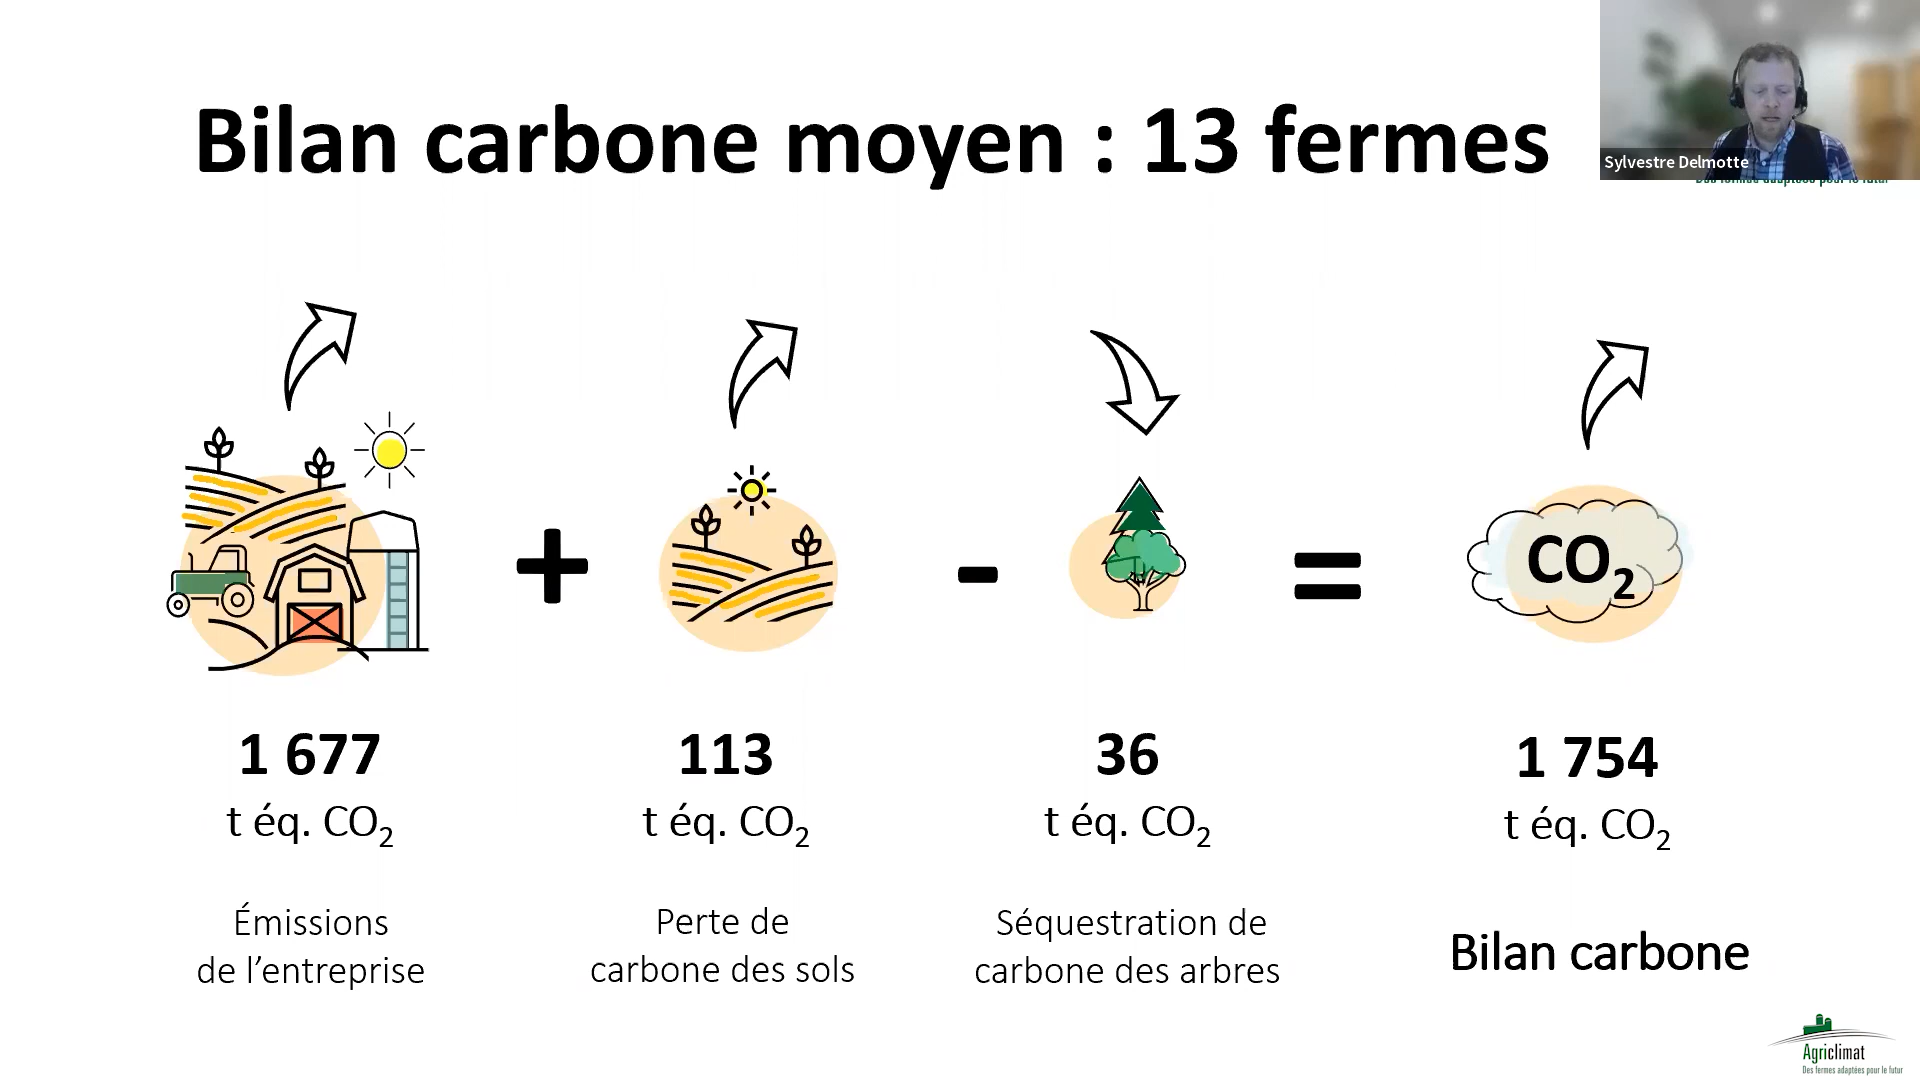 Bilan carbone moyen : 13 fermes
Sylvestre Delmotte
+
-
=
CO₂
1 677
t éq. CO₂
Émissions
de l’entreprise
113
t éq. CO₂
Perte de
carbone des sols
36
t éq. CO₂
Séquestration de
carbone des arbres
1 754
t éq. CO₂
Bilan carbone
Agriclimat
Des fermes adaptées pour le futur